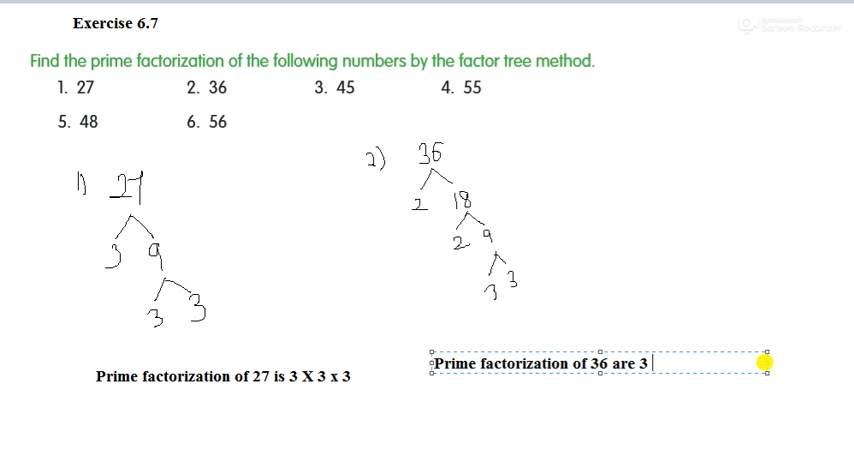 Exercise 6.7
Screen Recorder
Find the prime factorization of the following numbers by the factor tree method.
1. 27 2. 36 3. 45 4. 55
5. 48 6. 56
1) 27
3 9
3 3
2) 36
2 18
2 9
3 3
Prime factorization of 27 is 3 X 3 x 3
Prime factorization of 36 are 3